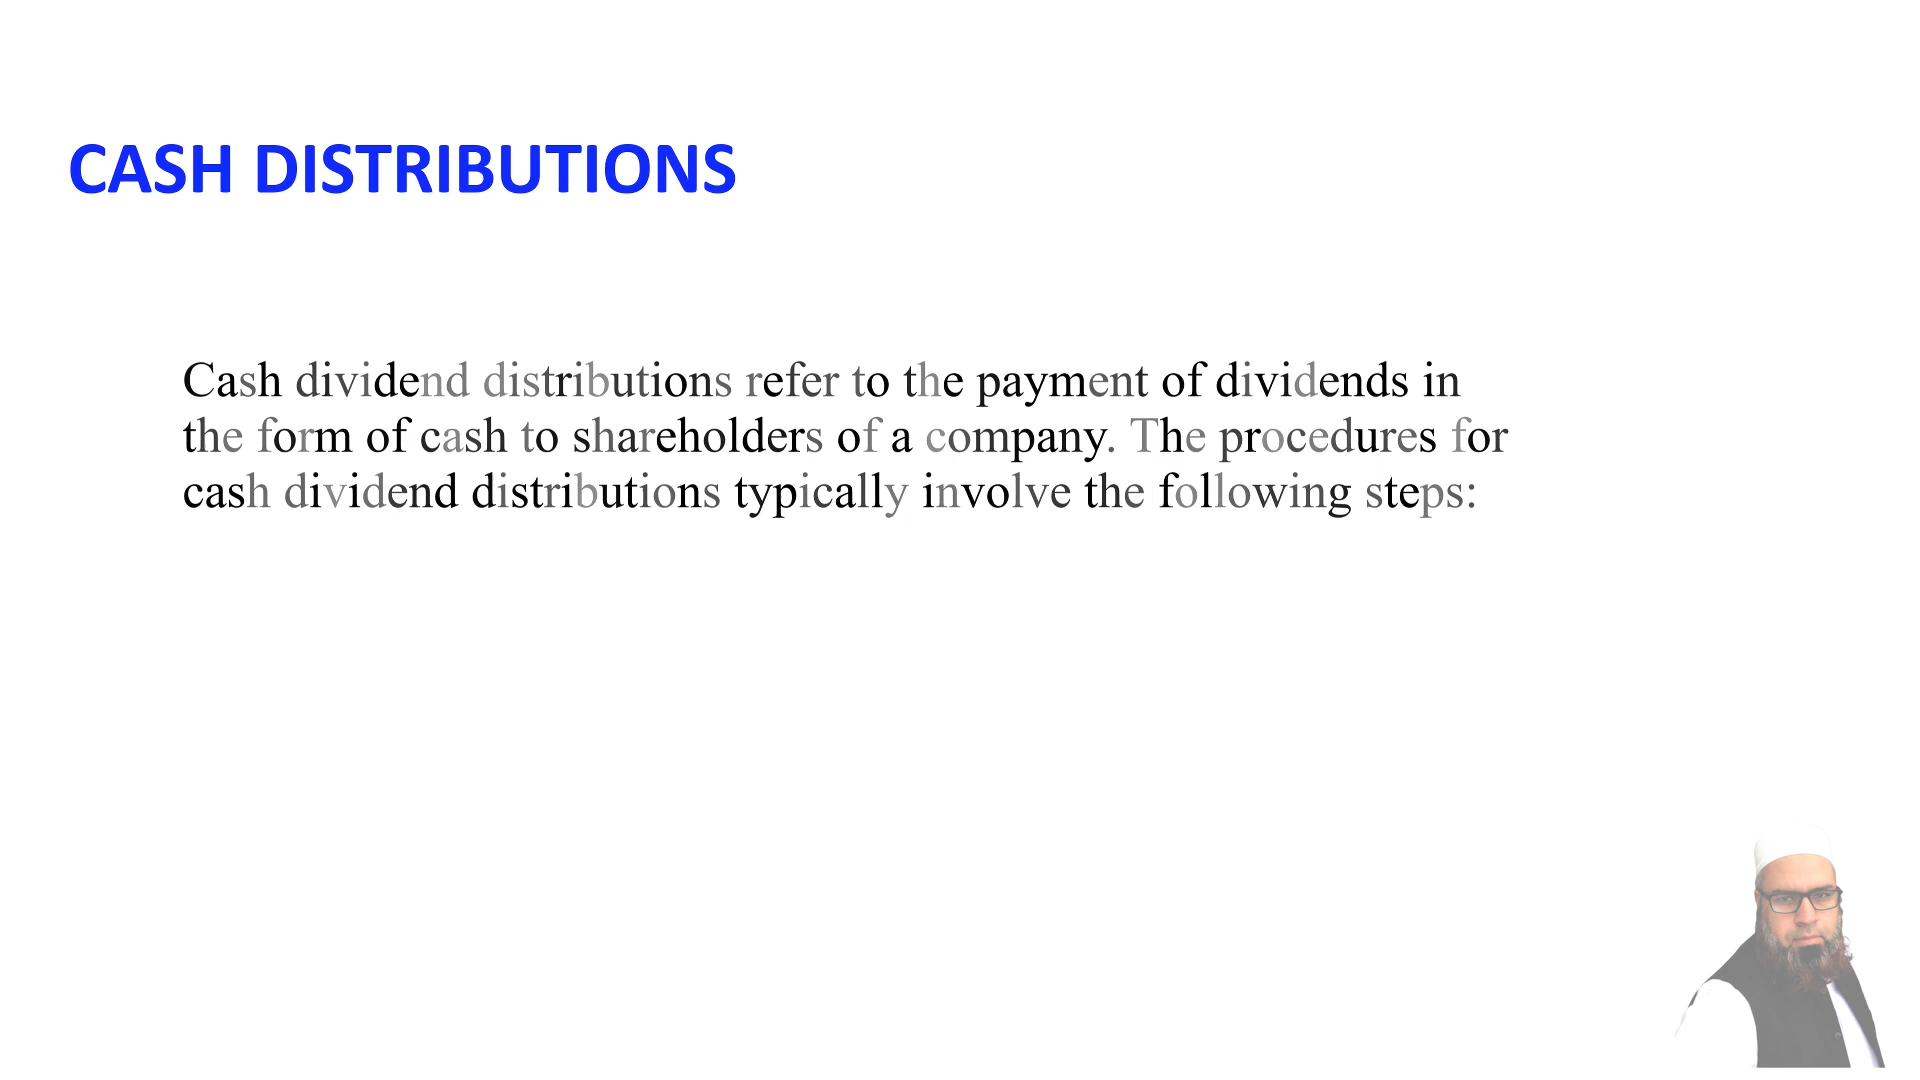 CASH DISTRIBUTIONS
Cash dividend distributions refer to the payment of dividends in
the form of cash to shareholders of a company. The procedures for
cash dividend distributions typically involve the following steps: